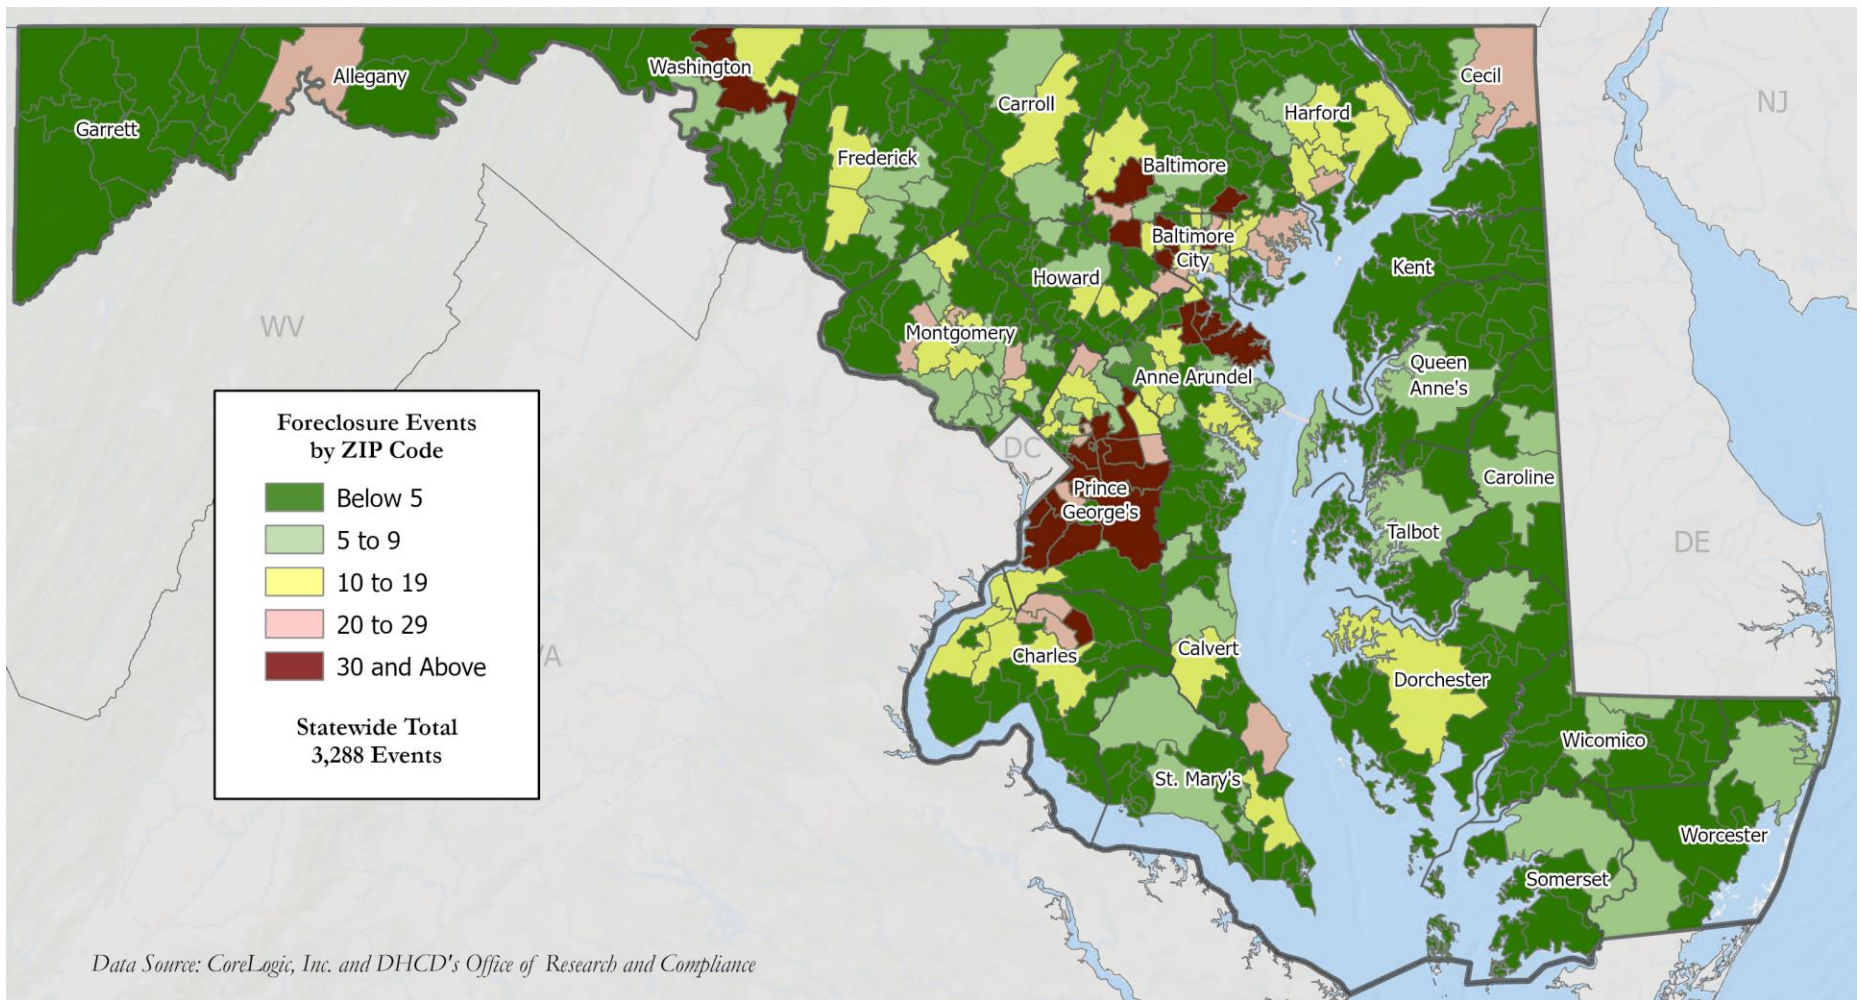 Garrett
Allegany
Washington
Frederick
Carroll
Baltimore
Harford
Cecil
NJ
Baltimore
City
Howard
Kent
WV
Montgomery
Anne Arundel
Queen
Anne's
DC
Caroline
Prince
George's
Talbot
DE
VA
Charles
Calvert
Dorchester
Wicomico
St. Mary's
Worcester
Somerset
Foreclosure Events
by ZIP Code
Below 5
5 to 9
10 to 19
20 to 29
30 and Above
Statewide Total
3,288 Events
Data Source: CoreLogic, Inc. and DHCD's Office of Research and Compliance